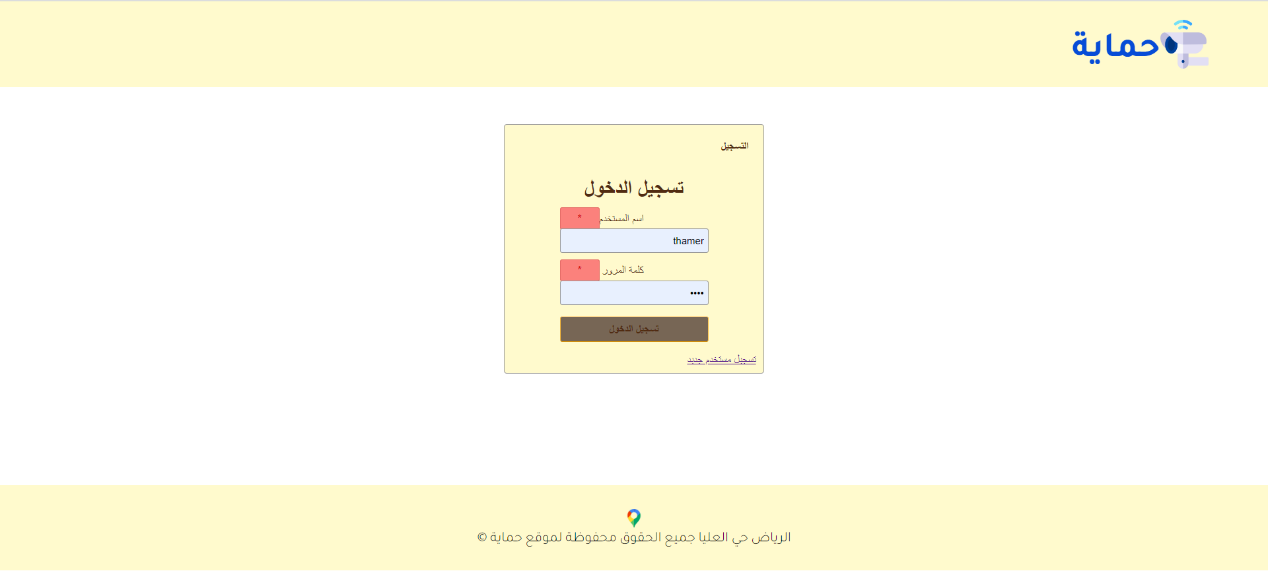 حماية
التسجيل
تسجيل الدخول
اسم المستخدم *
thamer
كلمة المرور *
••••
تسجيل الدخول
تسجيل مستخدم جديد
الرياض حي العليا جميع الحقوق محفوظة لموقع حماية ©